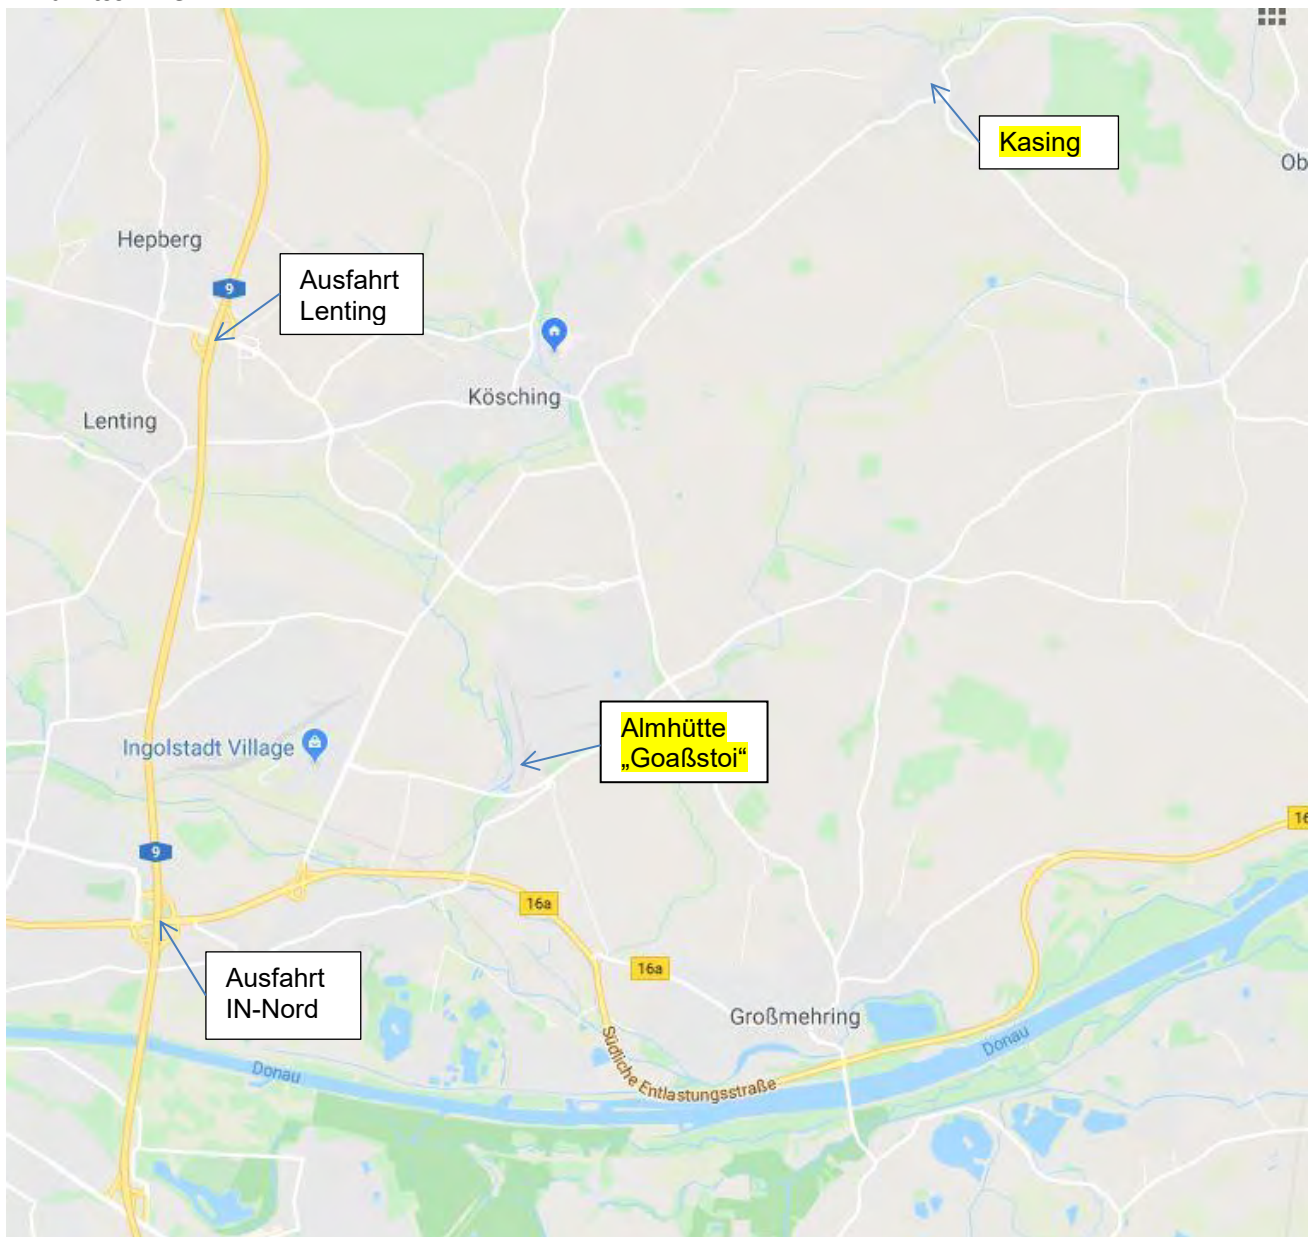 Kasing
Ob
Hepberg
9
Ausfahrt
Lenting
Kösching
Lenting
Almhütte
„Goaßstoi“
Ingolstadt Village
16
9
16a
16a
Ausfahrt
IN-Nord
Großmehring
Südliche Entlastungsstraße
Donau
Donau